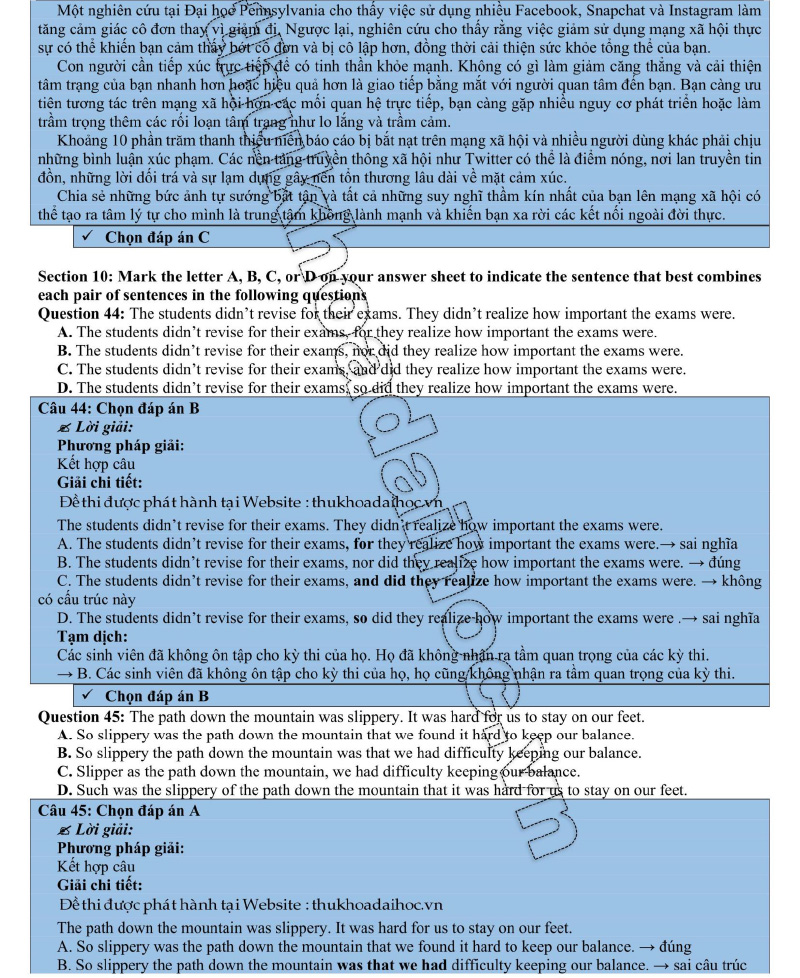 Một nghiên cứu tại Đại học Pennsylvania cho thấy việc sử dụng nhiều Facebook, Snapchat và Instagram làm
tăng cảm giác cô đơn thay vì giảm đi. Ngược lại, nghiên cứu cho thấy rằng việc giảm sử dụng mạng xã hội thực
sự có thể khiến bạn cảm thấy bớt cô đơn và bị cô lập hơn, đồng thời cải thiện sức khỏe tổng thể của bạn.
Con người cần tiếp xúc trực tiếp để có tinh thần khỏe mạnh. Không có gì làm giảm căng thẳng và cải thiện
tâm trạng của bạn nhanh hơn hoặc hiệu quả hơn là giao tiếp bằng mắt với người quan tâm đến bạn. Bạn càng ưu
tiên tương tác trên mạng xã hội hơn các mối quan hệ trực tiếp, bạn càng gặp nhiều nguy cơ phát triển hoặc làm
trầm trọng thêm các rối loạn tâm trạng như lo lắng và trầm cảm.
Khoảng 10 phần trăm thanh thiếu niên báo cáo bị bắt nạt trên mạng xã hội và nhiều người dùng khác phải chịu
những bình luận xúc phạm. Các nền tảng truyền thông xã hội như Twitter có thể là điểm nóng, nơi lan truyền tin
đồn, những lời dối trá và sự lạm dụng gây nên tổn thương lâu dài về mặt cảm xúc.
Chia sẻ những bức ảnh tự sướng bất tận và tất cả những suy nghĩ thầm kín nhất của bạn lên mạng xã hội có
thể tạo ra tâm lý tự cho mình là trung tâm không lành mạnh và khiến bạn xa rời các kết nối ngoài đời thực.
✓ Chọn đáp án C
Section 10: Mark the letter A, B, C, or D on your answer sheet to indicate the sentence that best combines
each pair of sentences in the following questions
Question 44: The students didn't revise for their exams. They didn't realize how important the exams were.
A. The students didn't revise for their exams, for they realize how important the exams were.
B. The students didn't revise for their exams, nor did they realize how important the exams were.
C. The students didn't revise for their exams, and did they realize how important the exams were.
D. The students didn't revise for their exams, so did they realize how important the exams were.
Câu 44: Chọn đáp án B
✍ Lời giải:
Phương pháp giải:
Kết hợp câu
Giải chi tiết:
Đề thi được phát hành tại Website : thukhoadaihoc.vn
The students didn't revise for their exams. They didn't realize how important the exams were.
A. The students didn't revise for their exams, for they realize how important the exams were.→ sai nghĩa
B. The students didn't revise for their exams, nor did they realize how important the exams were. → đúng
C. The students didn't revise for their exams, and did they realize how important the exams were. → không
có cấu trúc này
D. The students didn't revise for their exams, so did they realize how important the exams were .→ sai nghĩa
Tạm dịch:
Các sinh viên đã không ôn tập cho kỳ thi của họ. Họ đã không nhận ra tầm quan trọng của các kỳ thi.
→ B. Các sinh viên đã không ôn tập cho kỳ thi của họ, họ cũng không nhận ra tầm quan trọng của kỳ thi.
✓ Chọn đáp án B
Question 45: The path down the mountain was slippery. It was hard for us to stay on our feet.
A. So slippery was the path down the mountain that we found it hard to keep our balance.
B. So slippery the path down the mountain was that we had difficulty keeping our balance.
C. Slipper as the path down the mountain, we had difficulty keeping our balance.
D. Such was the slippery of the path down the mountain that it was hard for us to stay on our feet.
Câu 45: Chọn đáp án A
✍ Lời giải:
Phương pháp giải:
Kết hợp câu
Giải chi tiết:
Đề thi được phát hành tại Website : thukhoadaihoc.vn
The path down the mountain was slippery. It was hard for us to stay on our feet.
A. So slippery was the path down the mountain that we found it hard to keep our balance. → đúng
B. So slippery the path down the mountain was that we had difficulty keeping our balance. → sai cấu trúc
thukhoadaihoc.vn